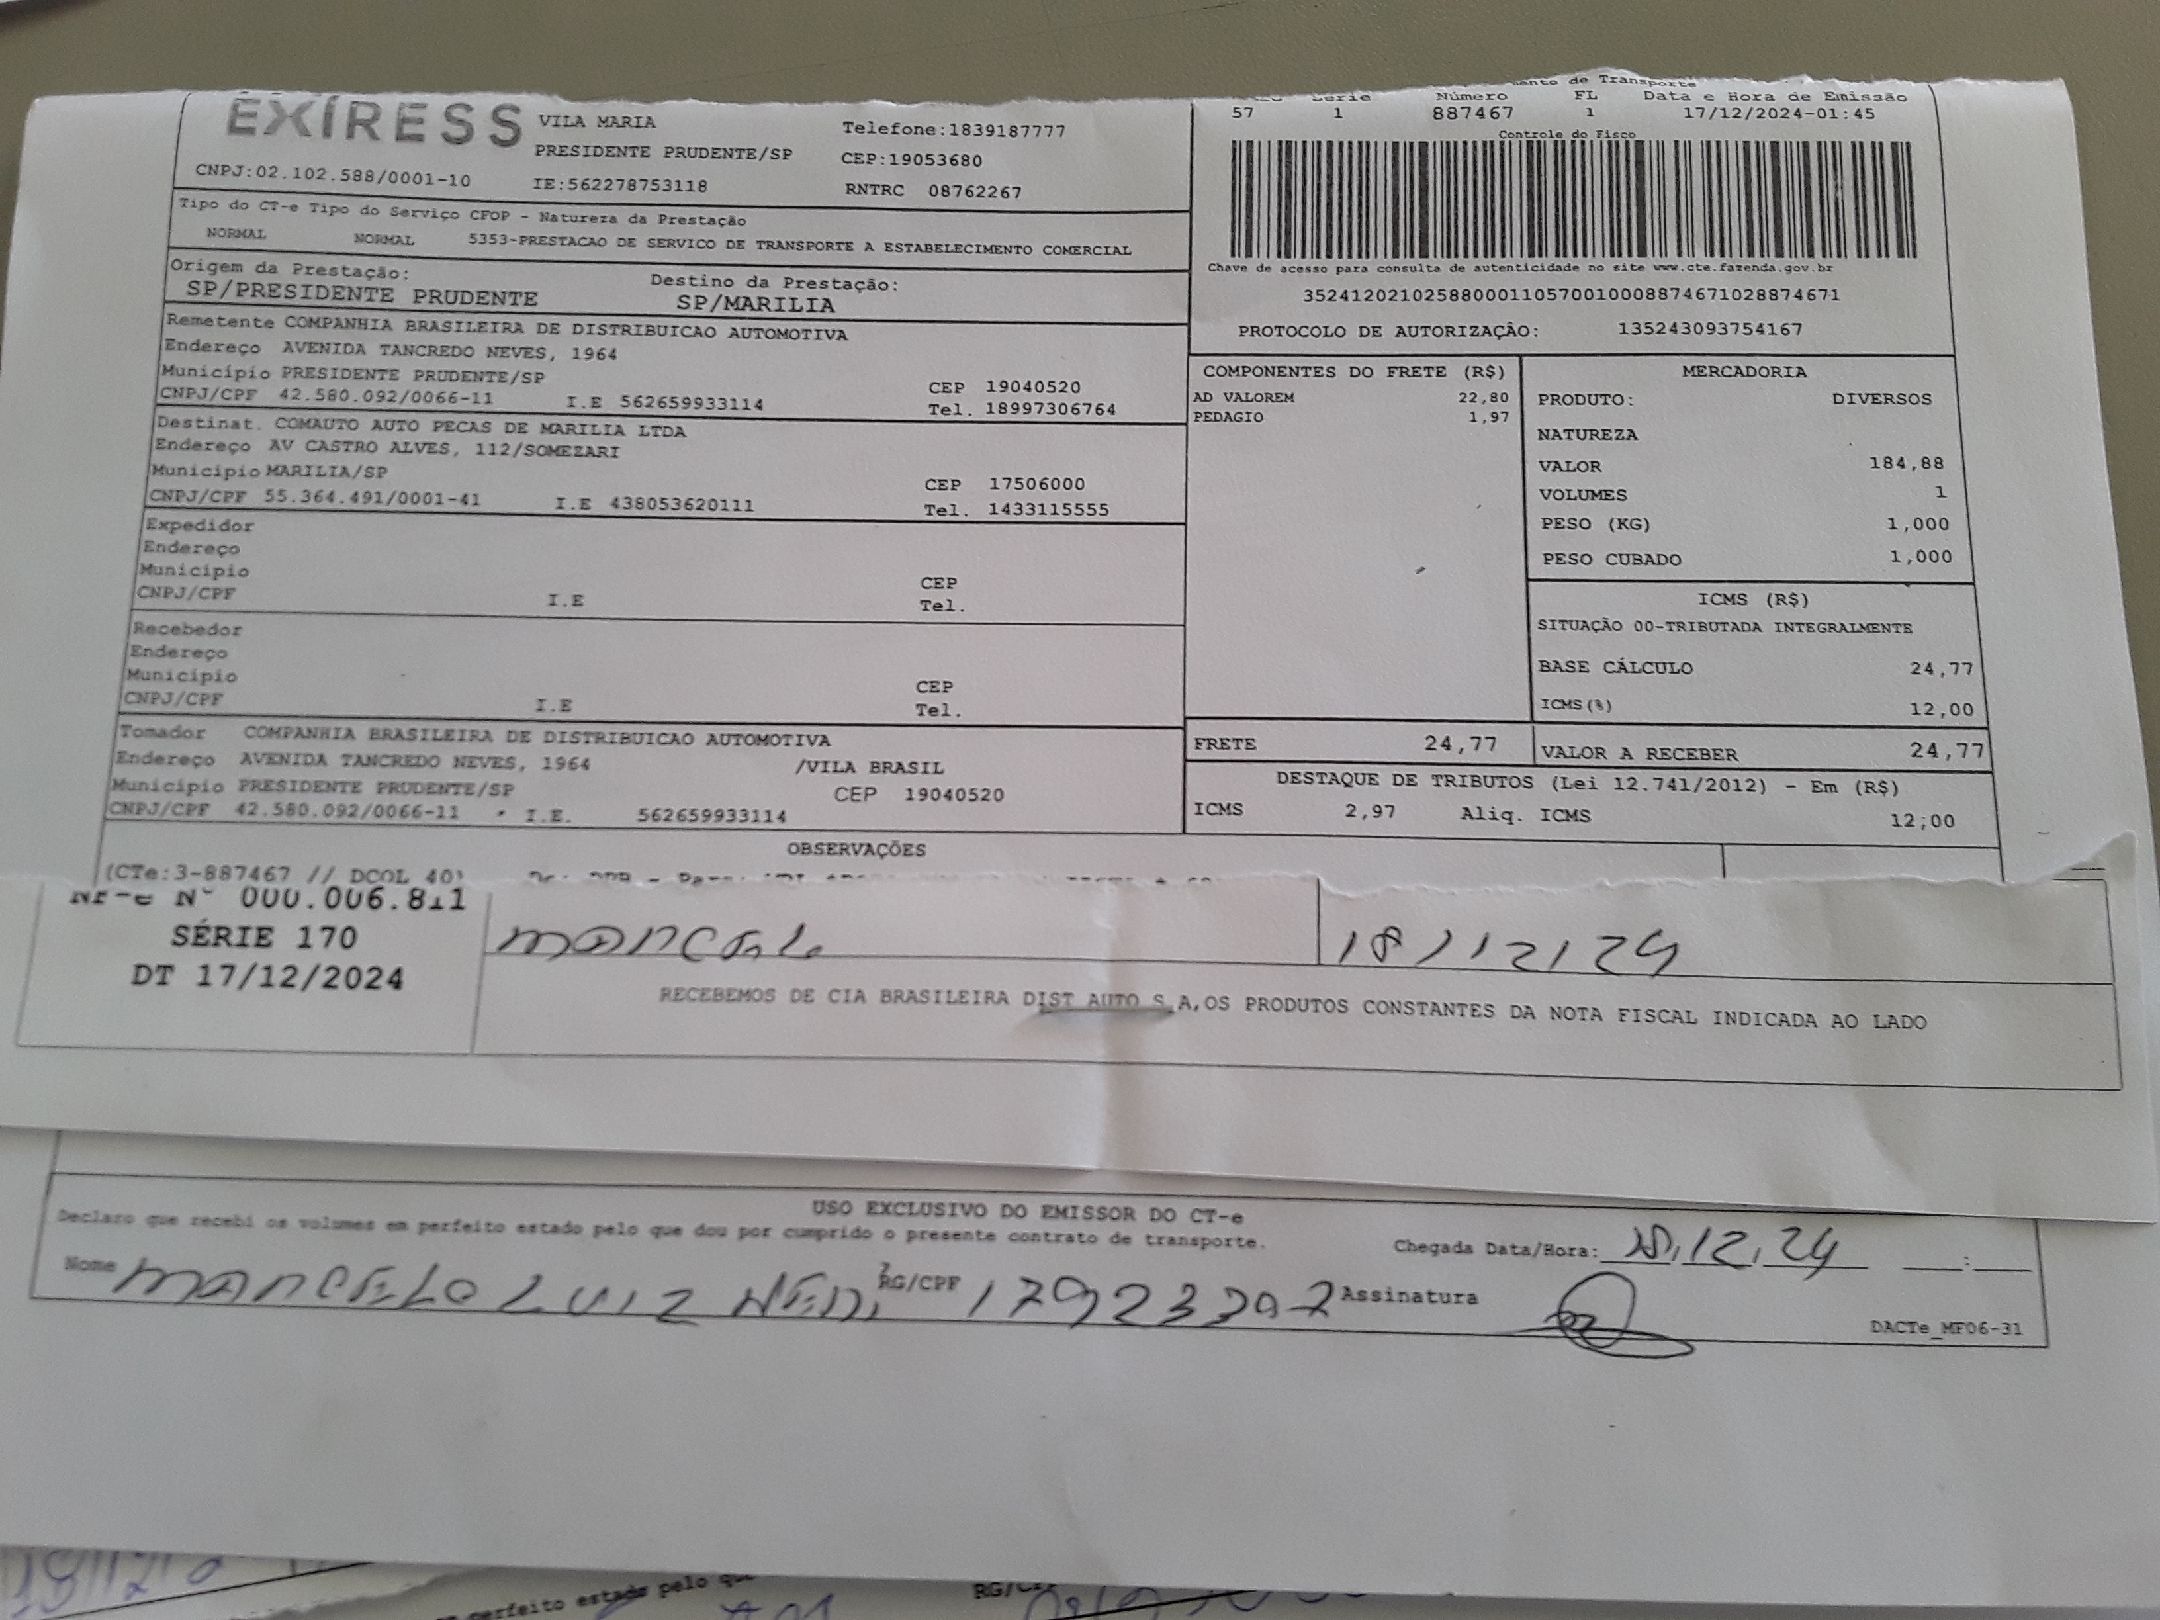 EXPRESS
VILA MARIA
Telefone:1839187777
PRESIDENTE PRUDENTE/SP
CEP:19053680
CNPJ:02.102.588/0001-10
IE:562278753118
RNTRC 08762267
Tipo do CT-e Tipo do Serviço CFOP - Natureza da Prestação
NORMAL NORMAL 5353-PRESTACAO DE SERVICO DE TRANSPORTE A ESTABELECIMENTO COMERCIAL
Origem da Prestação: Destino da Prestação:
SP/PRESIDENTE PRUDENTE SP/MARILIA
Remetente COMPANHIA BRASILEIRA DE DISTRIBUICAO AUTOMOTIVA
Endereço AVENIDA TANCREDO NEVES, 1964
Município PRESIDENTE PRUDENTE/SP CEP 19040520
CNPJ/CPF 42.580.092/0066-11 I.E 562659933114 Tel. 18997306764
Destinat. COMAUTO AUTO PECAS DE MARILIA LTDA
Endereço AV CASTRO ALVES, 112/SOMEZARI
Município MARILIA/SP CEP 17506000
CNPJ/CPF 55.364.491/0001-41 I.E 438053620111 Tel. 1433115555
Expedidor
Endereço
Município CEP
CNPJ/CPF I.E Tel.
Recebedor
Endereço
Município CEP
CNPJ/CPF I.E Tel.
Tomador COMPANHIA BRASILEIRA DE DISTRIBUICAO AUTOMOTIVA
Endereço AVENIDA TANCREDO NEVES, 1964 /VILA BRASIL
Município PRESIDENTE PRUDENTE/SP CEP 19040520
CNPJ/CPF 42.580.092/0066-11 I.E. 562659933114
de Transporte
Série Número FL Data e Hora de Emissão
57 1 887467 1 17/12/2024-01:45
Controle do Fisco
Chave de acesso para consulta de autenticidade no site www.cte.fazenda.gov.br
35241202102588000110570010008874671028874671
PROTOCOLO DE AUTORIZAÇÃO: 135243093754167
COMPONENTES DO FRETE (R$)
AD VALOREM 22,80
PEDAGIO 1,97
MERCADORIA
PRODUTO: DIVERSOS
NATUREZA
VALOR 184,88
VOLUMES 1
PESO (KG) 1,000
PESO CUBADO 1,000
ICMS (R$)
SITUAÇÃO 00-TRIBUTADA INTEGRALMENTE
BASE CÁLCULO 24,77
ICMS(%) 12,00
FRETE 24,77 VALOR A RECEBER 24,77
DESTAQUE DE TRIBUTOS (Lei 12.741/2012) - Em (R$)
ICMS 2,97 Aliq. ICMS 12,00
OBSERVAÇÕES
(CTe:3-887467 // DCOL 40)
NF-e N° 000.006.811
SÉRIE 170
DT 17/12/2024
MARCELO
18/12/24
RECEBEMOS DE CIA BRASILEIRA DIST AUTO S.A,OS PRODUTOS CONSTANTES DA NOTA FISCAL INDICADA AO LADO
USO EXCLUSIVO DO EMISSOR DO CT-e
Declaro que recebi os volumes em perfeito estado pelo que dou por cumprido o presente contrato de transporte.
Chegada Data/Hora: 18,12,24 :
Nome MARCELO LUIZ RG/CPF Assinatura
DACTe_MF06-31
perfeito estado pelo